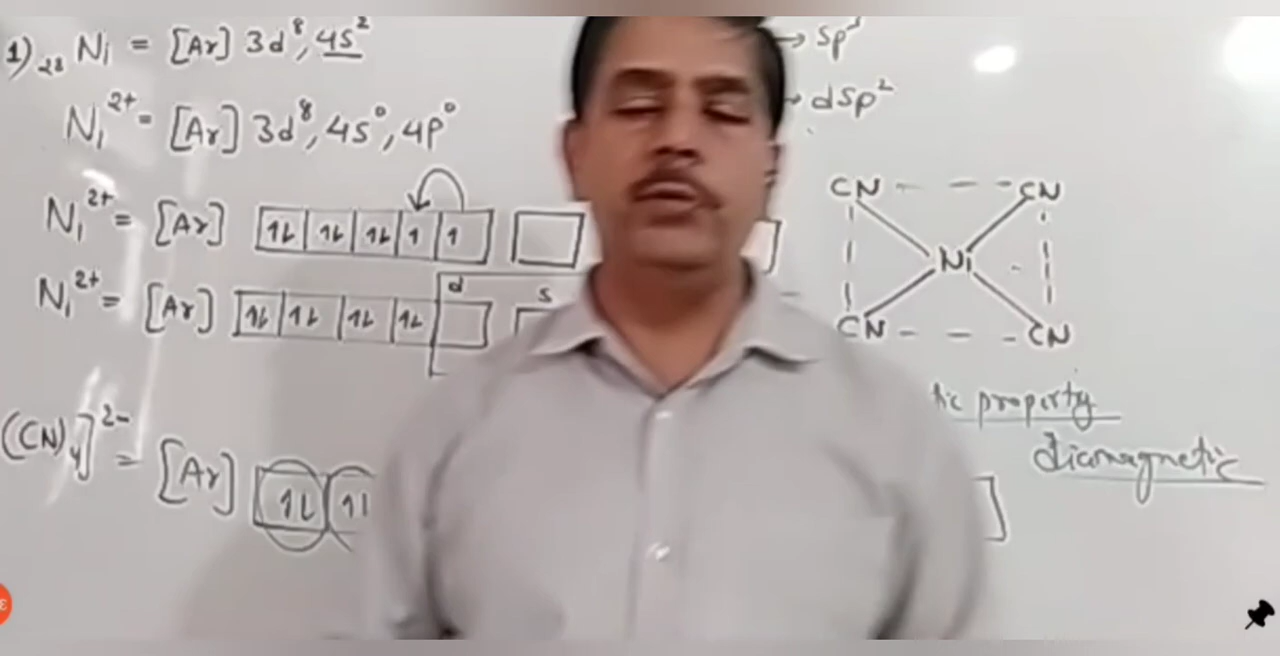 1) ₂₈Ni = [Ar] 3d⁸, 4s²
→ sp³
Ni²⁺ = [Ar] 3d⁸, 4s⁰, 4p⁰
→ dsp²
Ni²⁺ = [Ar] 1L 1L 1L 1 1
CN CN
Ni
CN CN
Ni²⁺ = [Ar] 1L 1L 1L 1L
d s
property
diamagnetic
(CN)₄]²⁻ = [Ar] 1L 1L ]